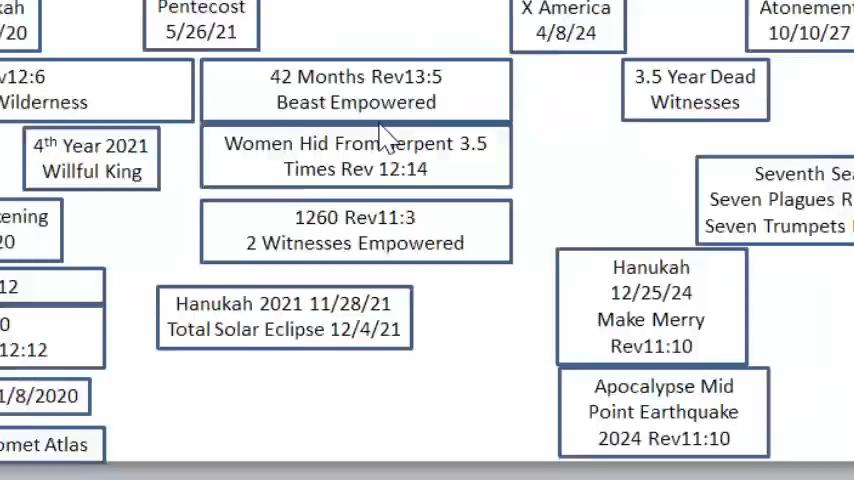 kah
/20
Pentecost
5/26/21
X America
4/8/24
Atonement
10/10/27
v12:6
Wilderness
42 Months Rev13:5
Beast Empowered
3.5 Year Dead
Witnesses
4th Year 2021
Willful King
Women Hid From Serpent 3.5
Times Rev 12:14
Seventh Sea
Seven Plagues R
Seven Trumpets
kening
20
1260 Rev11:3
2 Witnesses Empowered
12
0
12:12
Hanukah 2021 11/28/21
Total Solar Eclipse 12/4/21
Hanukah
12/25/24
Make Merry
Rev11:10
1/8/2020
Apocalypse Mid
Point Earthquake
2024 Rev11:10
omet Atlas